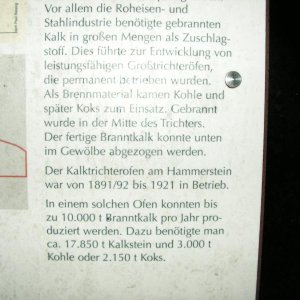 Vor allem die Roheisen- und
Stahlindustrie benötigte gebrannten
Kalk in großen Mengen als Zuschlag-
stoff. Dies führte zur Entwicklung von
leistungsfähigen Großtrichteröfen,
die permanent betrieben wurden.
Als Brennmaterial kamen Kohle und
später Koks zum Einsatz. Gebrannt
wurde in der Mitte des Trichters.
Der fertige Branntkalk konnte unten
im Gewölbe abgezogen werden.
Der Kalktrichterofen am Hammerstein
war von 1891/92 bis 1921 in Betrieb.
In einem solchen Ofen konnten bis
zu 10.000 t Branntkalk pro Jahr pro-
duziert werden. Dazu benötigte man
ca. 17.850 t Kalkstein und 3.000 t
Kohle oder 2.150 t Koks.